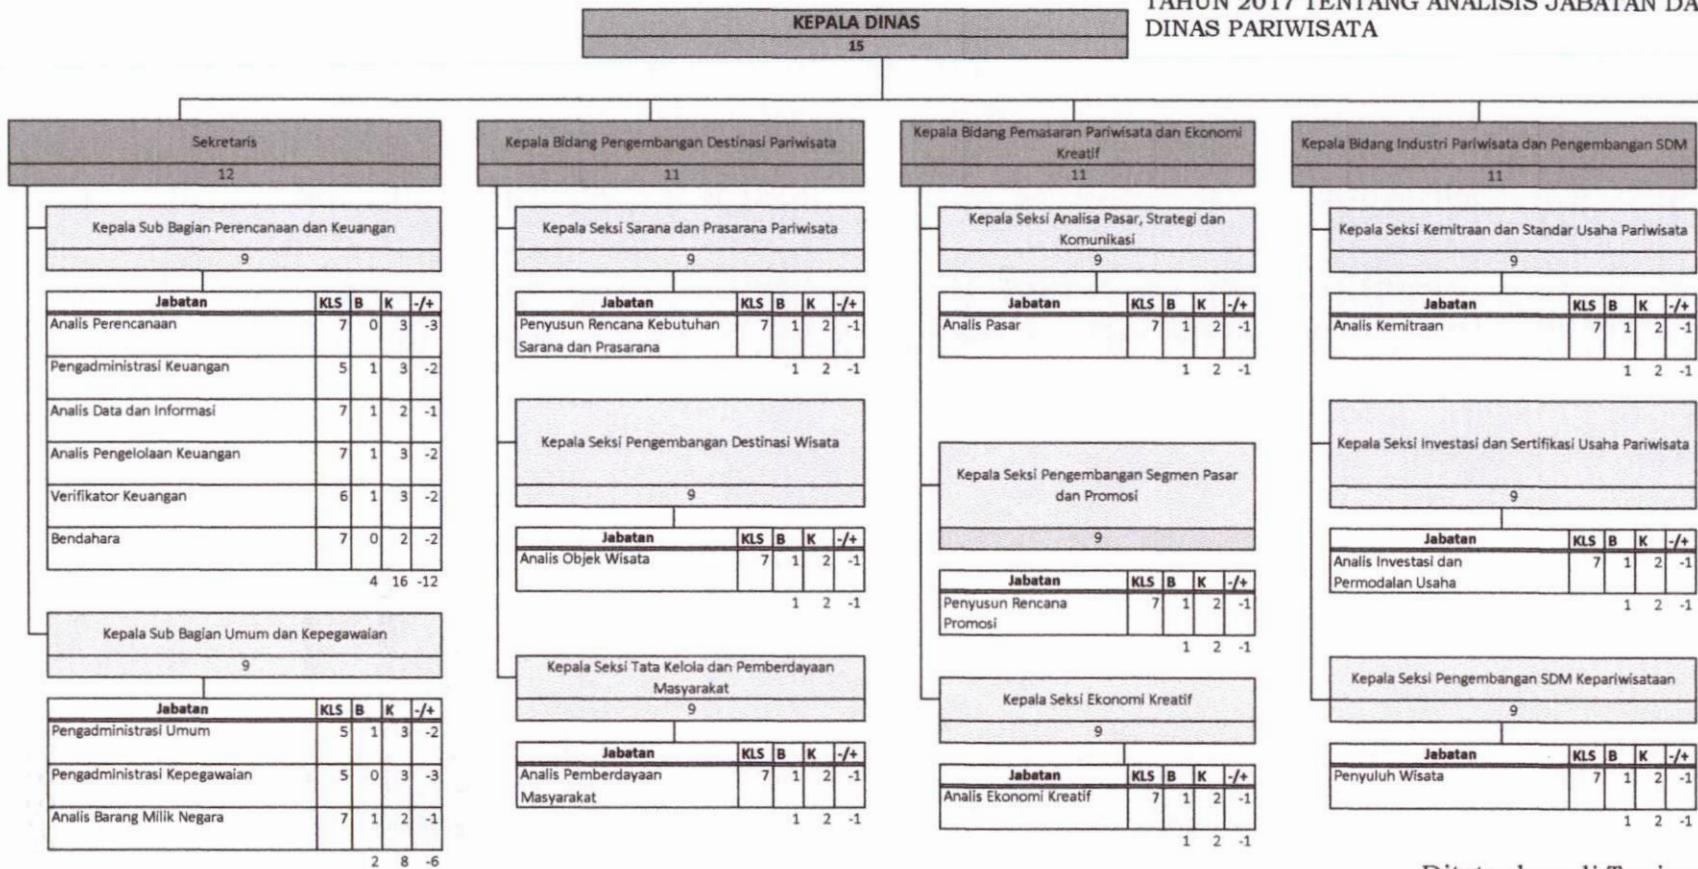 TAHUN 2017 TENTANG ANALISIS JABATAN DA
DINAS PARIWISATA
KEPALA DINAS
15
Sekretaris
12
Kepala Sub Bagian Perencanaan dan Keuangan
9
Jabatan KLS B K -/+
Analis Perencanaan 7 0 3 -3
Pengadministrasi Keuangan 5 1 3 -2
Analis Data dan Informasi 7 1 2 -1
Analis Pengelolaan Keuangan 7 1 3 -2
Verifikator Keuangan 6 1 3 -2
Bendahara 7 0 2 -2
4 16 -12
Kepala Sub Bagian Umum dan Kepegawaian
9
Jabatan KLS B K -/+
Pengadministrasi Umum 5 1 3 -2
Pengadministrasi Kepegawaian 5 0 3 -3
Analis Barang Milik Negara 7 1 2 -1
2 8 -6
Kepala Bidang Pengembangan Destinasi Pariwisata
11
Kepala Seksi Sarana dan Prasarana Pariwisata
9
Jabatan KLS B K -/+
Penyusun Rencana Kebutuhan 7 1 2 -1
Sarana dan Prasarana
1 2 -1
Kepala Seksi Pengembangan Destinasi Wisata
9
Jabatan KLS B K -/+
Analis Objek Wisata 7 1 2 -1
1 2 -1
Kepala Seksi Tata Kelola dan Pemberdayaan
Masyarakat
9
Jabatan KLS B K -/+
Analis Pemberdayaan 7 1 2 -1
Masyarakat
1 2 -1
Kepala Bidang Pemasaran Pariwisata dan Ekonomi
Kreatif
11
Kepala Seksi Analisa Pasar, Strategi dan
Komunikasi
9
Jabatan KLS B K -/+
Analis Pasar 7 1 2 -1
1 2 -1
Kepala Seksi Pengembangan Segmen Pasar
dan Promosi
9
Jabatan KLS B K -/+
Penyusun Rencana 7 1 2 -1
Promosi
1 2 -1
Kepala Seksi Ekonomi Kreatif
9
Jabatan KLS B K -/+
Analis Ekonomi Kreatif 7 1 2 -1
1 2 -1
Kepala Bidang Industri Pariwisata dan Pengembangan SDM
11
Kepala Seksi Kemitraan dan Standar Usaha Pariwisata
9
Jabatan KLS B K -/+
Analis Kemitraan 7 1 2 -1
1 2 -1
Kepala Seksi Investasi dan Sertifikasi Usaha Pariwisata
9
Jabatan KLS B K -/+
Analis Investasi dan 7 1 2 -1
Permodalan Usaha
1 2 -1
Kepala Seksi Pengembangan SDM Kepariwisataan
9
Jabatan KLS B K -/+
Penyuluh Wisata 7 1 2 -1
1 2 -1